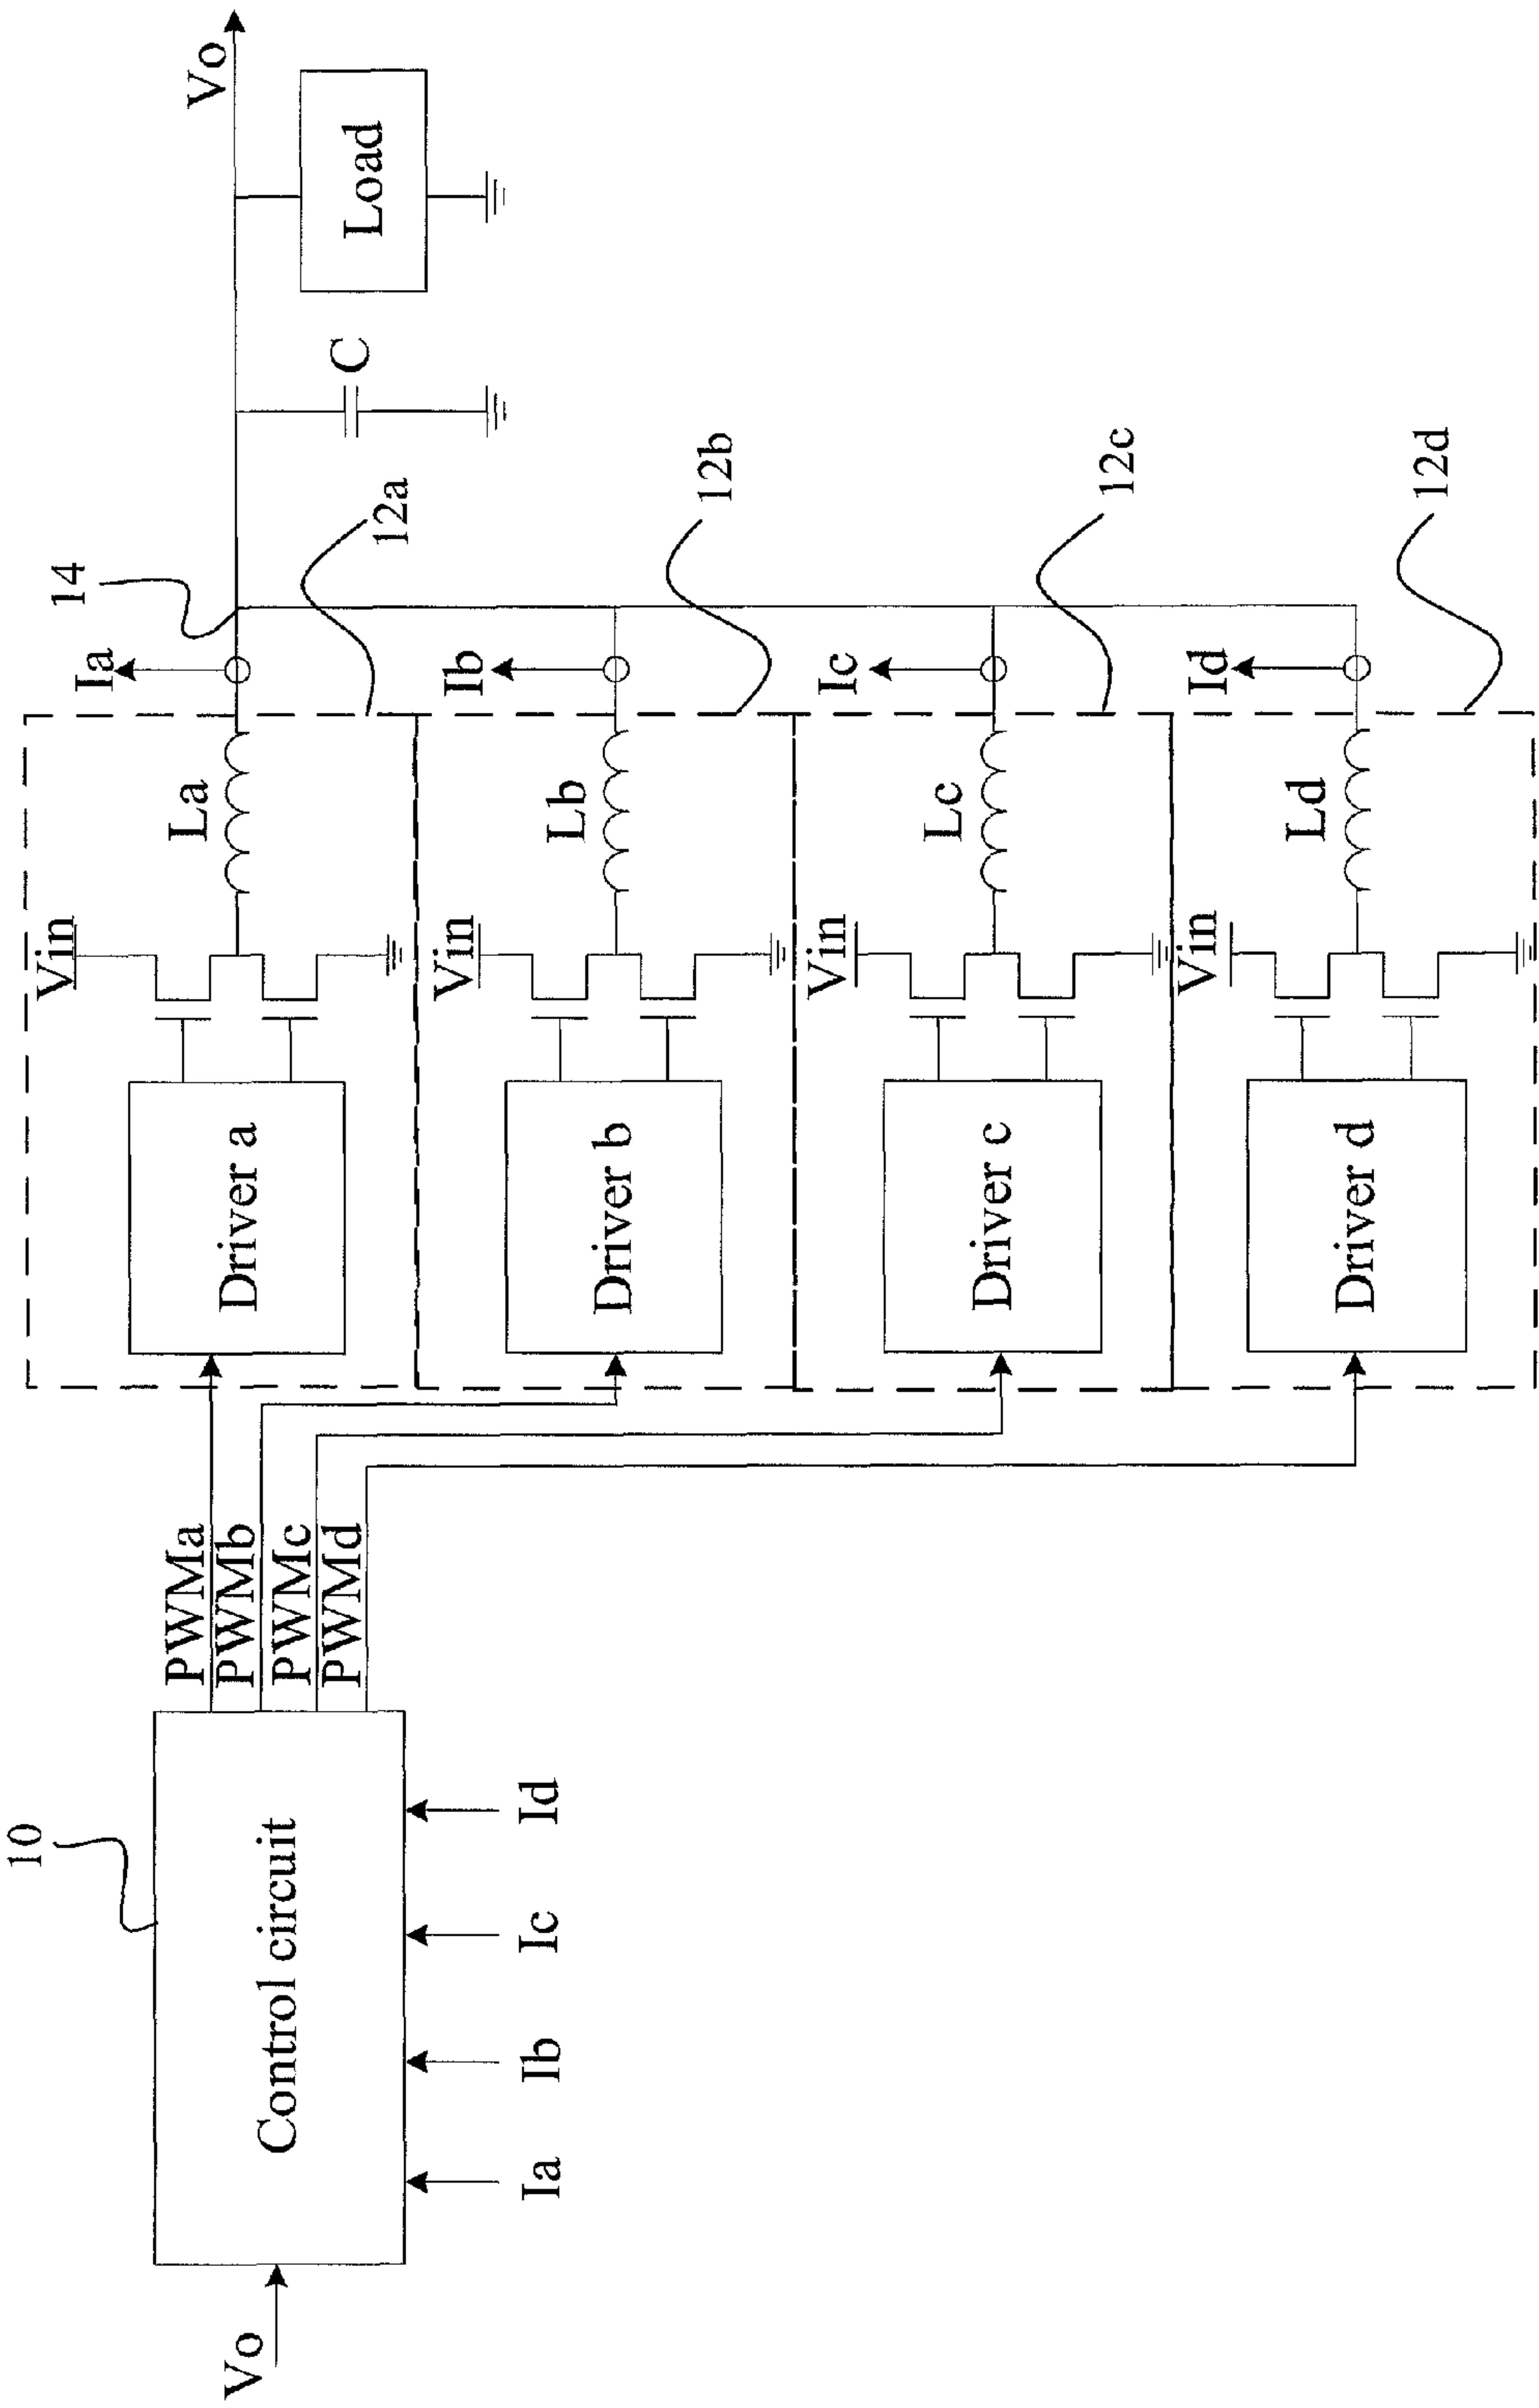 Vo
10
Control circuit
Ia
Ib
Ic
Id
PWMa
PWMb
PWMc
PWMd
Driver a
Vin
La
Ia
14
12a
Driver b
Vin
Lb
Ib
12b
Driver c
Vin
Lc
Ic
12c
Driver d
Vin
Ld
Id
12d
C
Load
Vo